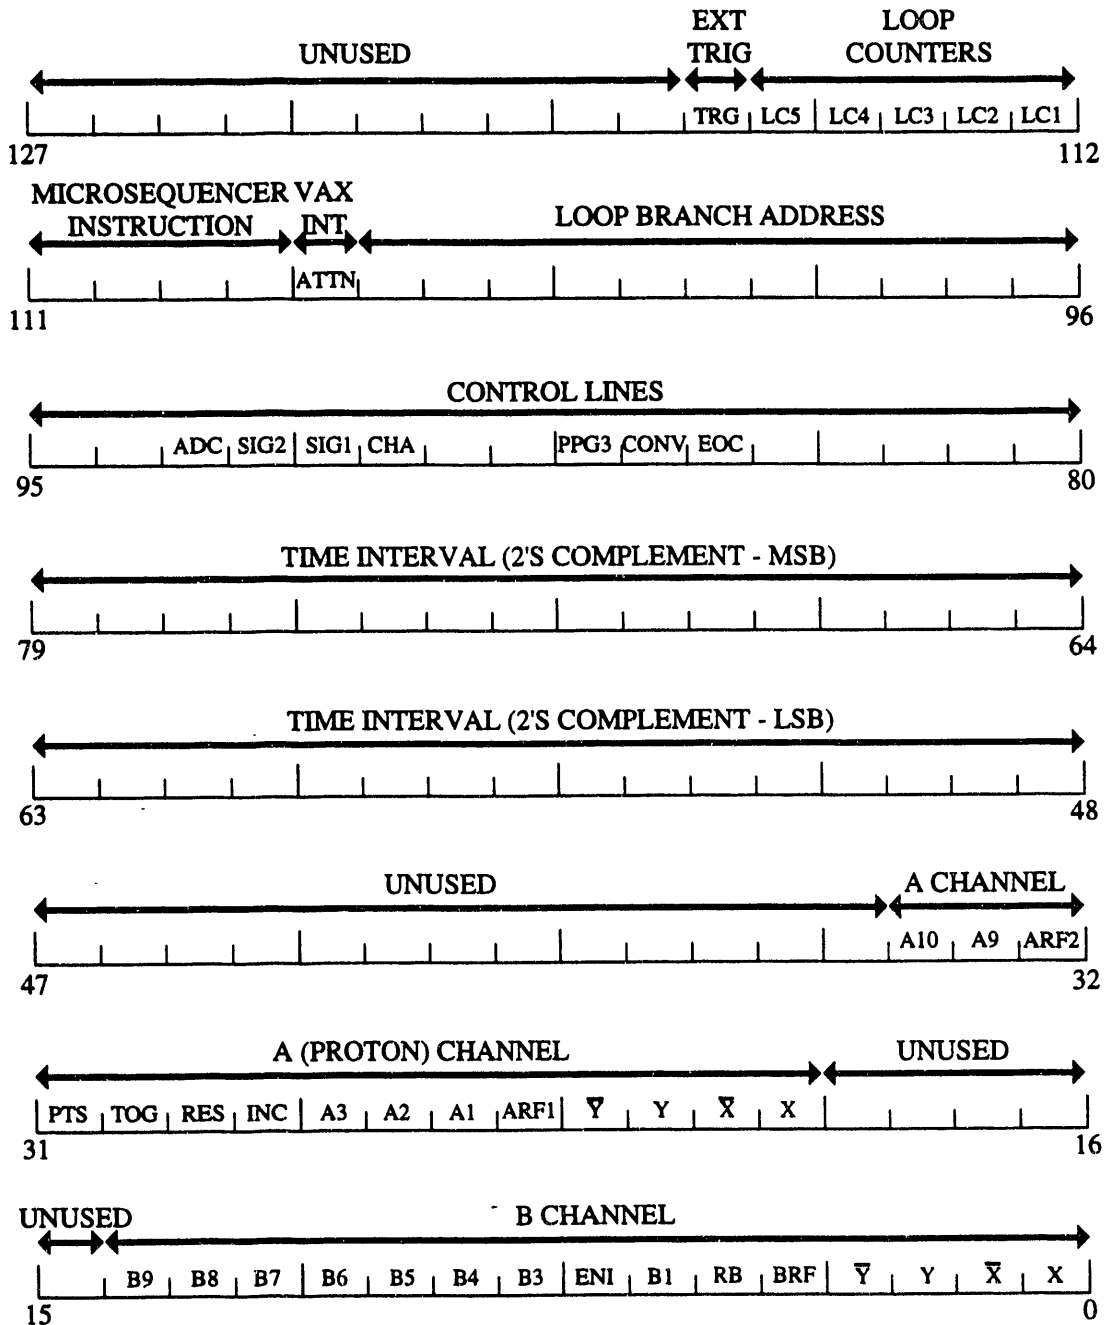 EXT LOOP
UNUSED TRIG COUNTERS
TRG LC5 LC4 LC3 LC2 LC1
127 112
MICROSEQUENCER VAX
INSTRUCTION INT LOOP BRANCH ADDRESS
ATTN
111 96
CONTROL LINES
ADC SIG2 SIG1 CHA PPG3 CONV EOC
95 80
TIME INTERVAL (2'S COMPLEMENT - MSB)
79 64
TIME INTERVAL (2'S COMPLEMENT - LSB)
63 48
UNUSED A CHANNEL
A10 A9 ARF2
47 32
A (PROTON) CHANNEL UNUSED
PTS TOG RES INC A3 A2 A1 ARF1 Y̅ Y X̅ X
31 16
UNUSED B CHANNEL
B9 B8 B7 B6 B5 B4 B3 ENI B1 RB BRF Y̅ Y X̅ X
15 0